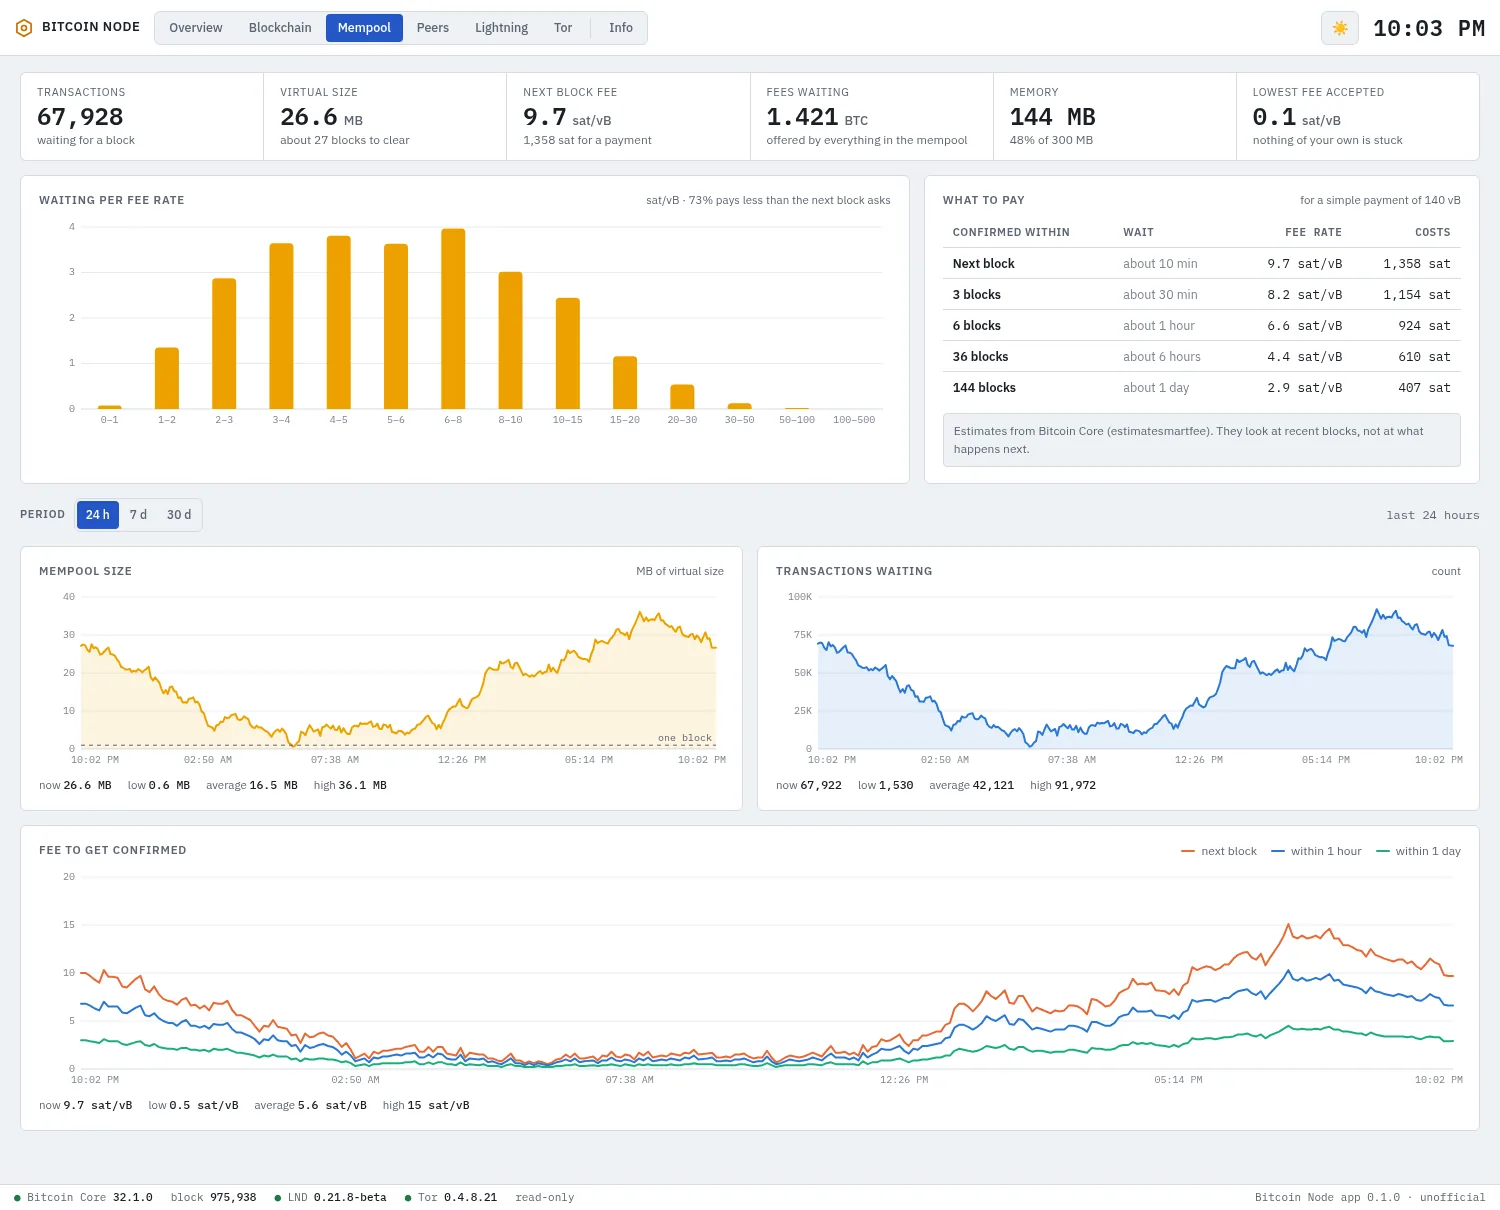 BITCOIN NODE Overview Blockchain Mempool Peers Lightning Tor Info 10:03 PM
TRANSACTIONS
67,928
waiting for a block
VIRTUAL SIZE
26.6 MB
about 27 blocks to clear
NEXT BLOCK FEE
9.7 sat/vB
1,358 sat for a payment
FEES WAITING
1.421 BTC
offered by everything in the mempool
MEMORY
144 MB
48% of 300 MB
LOWEST FEE ACCEPTED
0.1 sat/vB
nothing of your own is stuck
WAITING PER FEE RATE sat/vB · 73% pays less than the next block asks
4
3
2
1
0
0–1 1–2 2–3 3–4 4–5 5–6 6–8 8–10 10–15 15–20 20–30 30–50 50–100 100–500
WHAT TO PAY for a simple payment of 140 vB
CONFIRMED WITHIN WAIT FEE RATE COSTS
Next block about 10 min 9.7 sat/vB 1,358 sat
3 blocks about 30 min 8.2 sat/vB 1,154 sat
6 blocks about 1 hour 6.6 sat/vB 924 sat
36 blocks about 6 hours 4.4 sat/vB 610 sat
144 blocks about 1 day 2.9 sat/vB 407 sat
Estimates from Bitcoin Core (estimatesmartfee). They look at recent blocks, not at what
happens next.
PERIOD 24 h 7 d 30 d last 24 hours
MEMPOOL SIZE MB of virtual size
40
30
20
10
0
one block
10:02 PM 02:50 AM 07:38 AM 12:26 PM 05:14 PM 10:02 PM
now 26.6 MB low 0.6 MB average 16.5 MB high 36.1 MB
TRANSACTIONS WAITING count
100K
75K
50K
25K
0
10:02 PM 02:50 AM 07:38 AM 12:26 PM 05:14 PM 10:02 PM
now 67,922 low 1,530 average 42,121 high 91,972
FEE TO GET CONFIRMED next block within 1 hour within 1 day
20
15
10
5
0
10:02 PM 02:50 AM 07:38 AM 12:26 PM 05:14 PM 10:02 PM
now 9.7 sat/vB low 0.5 sat/vB average 5.6 sat/vB high 15 sat/vB
Bitcoin Core 32.1.0 block 975,938 LND 0.21.8-beta Tor 0.4.8.21 read-only Bitcoin Node app 0.1.0 · unofficial